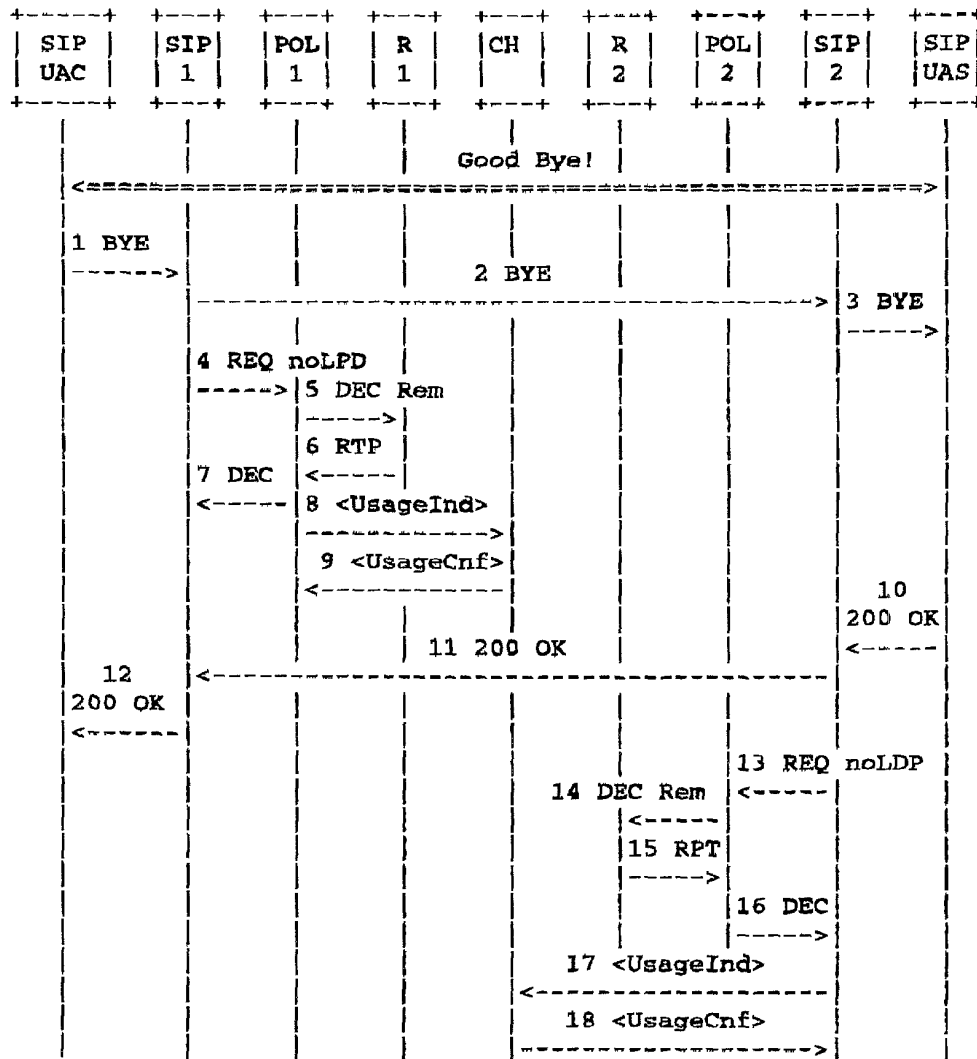 SIP UAC
SIP 1
POL 1
R 1
CH
R 2
POL 2
SIP 2
SIP UAS
Good Bye!
1 BYE
2 BYE
3 BYE
4 REQ noLPD
5 DEC Rem
6 RTP
7 DEC
8 <UsageInd>
9 <UsageCnf>
10
200 OK
11 200 OK
12
200 OK
13 REQ noLDP
14 DEC Rem
15 RPT
16 DEC
17 <UsageInd>
18 <UsageCnf>